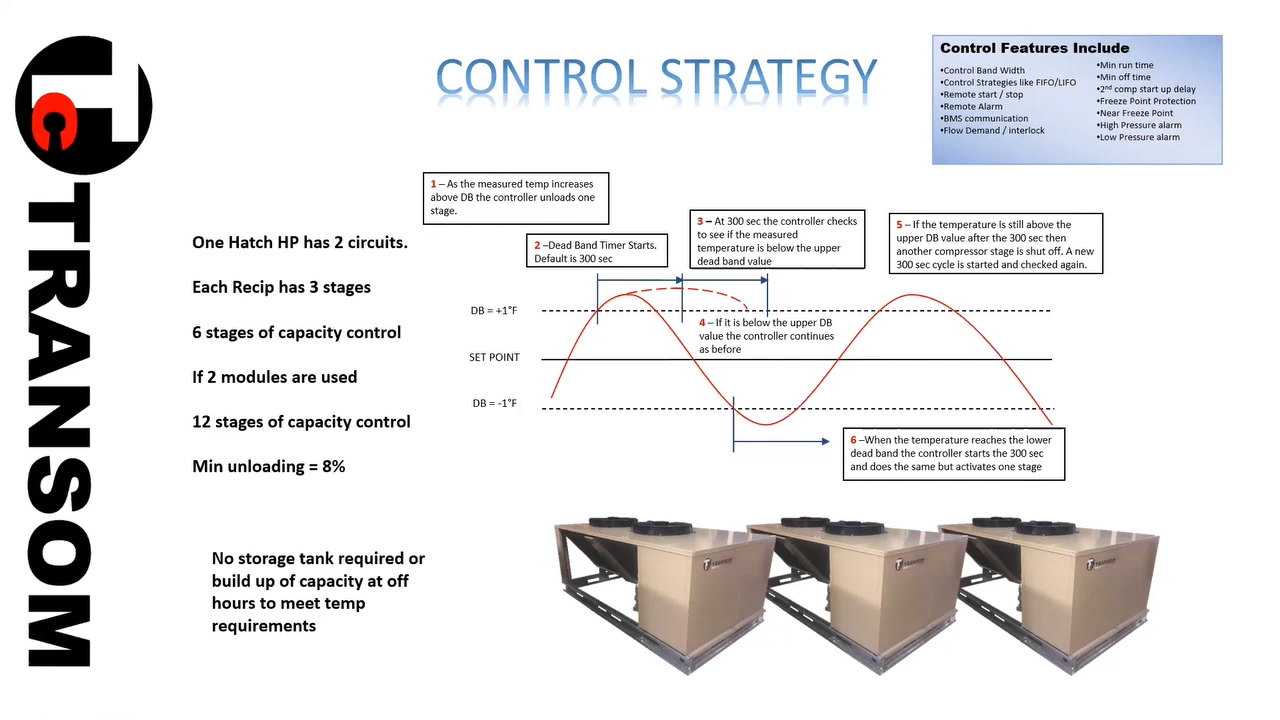 TRANSOM
CONTROL STRATEGY
Control Features Include
•Control Band Width
•Control Strategies like FIFO/LIFO
•Remote start / stop
•Remote Alarm
•BMS communication
•Flow Demand / interlock
•Min run time
•Min off time
•2nd comp start up delay
•Freeze Point Protection
•Near Freeze Point
•High Pressure alarm
•Low Pressure alarm
One Hatch HP has 2 circuits.
Each Recip has 3 stages
6 stages of capacity control
If 2 modules are used
12 stages of capacity control
Min unloading = 8%
No storage tank required or
build up of capacity at off
hours to meet temp
requirements
1 – As the measured temp increases
above DB the controller unloads one
stage.
2 –Dead Band Timer Starts.
Default is 300 sec
3 – At 300 sec the controller checks
to see if the measured
temperature is below the upper
dead band value
5 – If the temperature is still above the
upper DB value after the 300 sec then
another compressor stage is shut off. A new
300 sec cycle is started and checked again.
DB = +1°F
4 – If it is below the upper DB
value the controller continues
as before
SET POINT
DB = -1°F
6 –When the temperature reaches the lower
dead band the controller starts the 300 sec
and does the same but activates one stage
TRANSOM
TRANSOM
TRANSOM